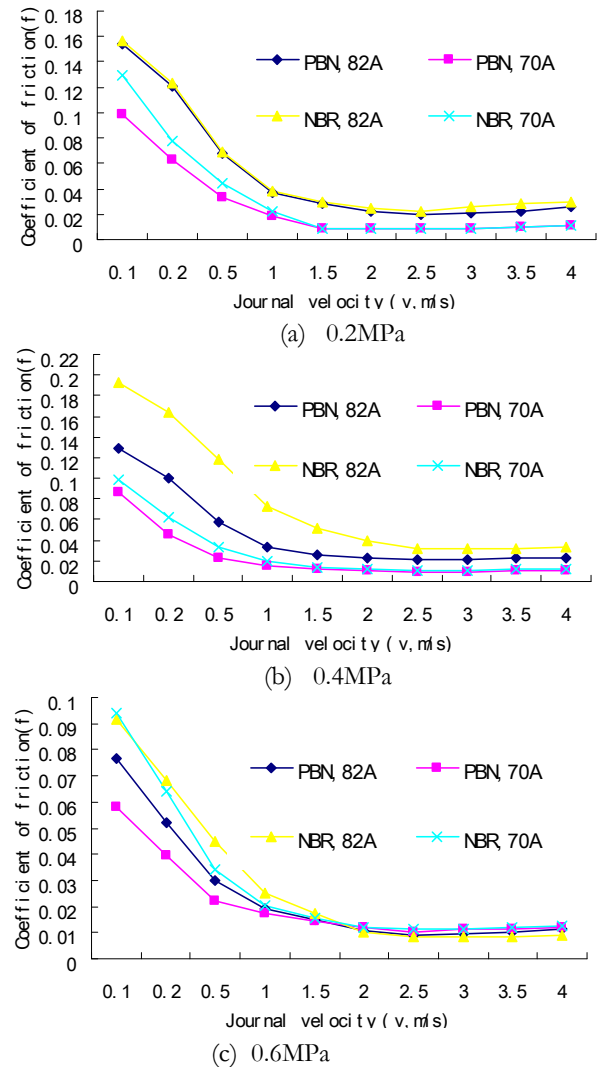 Coefficient of friction(f)
0.18
0.16
0.14
0.12
0.1
0.08
0.06
0.04
0.02
0
PBN, 82A
PBN, 70A
NBR, 82A
NBR, 70A
0.1 0.2 0.5 1 1.5 2 2.5 3 3.5 4
Journal velocity(v,m/s)
(a) 0.2MPa
Coefficient of friction(f)
0.22
0.2
0.18
0.16
0.14
0.12
0.1
0.08
0.06
0.04
0.02
0
PBN, 82A
PBN, 70A
NBR, 82A
NBR, 70A
0.1 0.2 0.5 1 1.5 2 2.5 3 3.5 4
Journal velocity(v,m/s)
(b) 0.4MPa
Coefficient of friction(f)
0.1
0.09
0.08
0.07
0.06
0.05
0.04
0.03
0.02
0.01
0
PBN, 82A
PBN, 70A
NBR, 82A
NBR, 70A
0.1 0.2 0.5 1 1.5 2 2.5 3 3.5 4
Journal velocity(v,m/s)
(c) 0.6MPa